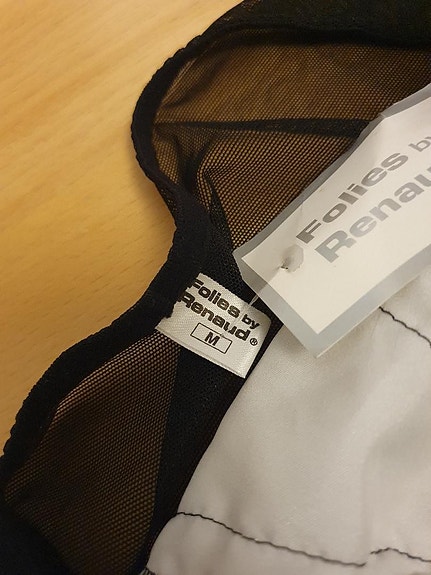 Folies by
Renau
Folies by
Renaud®
M